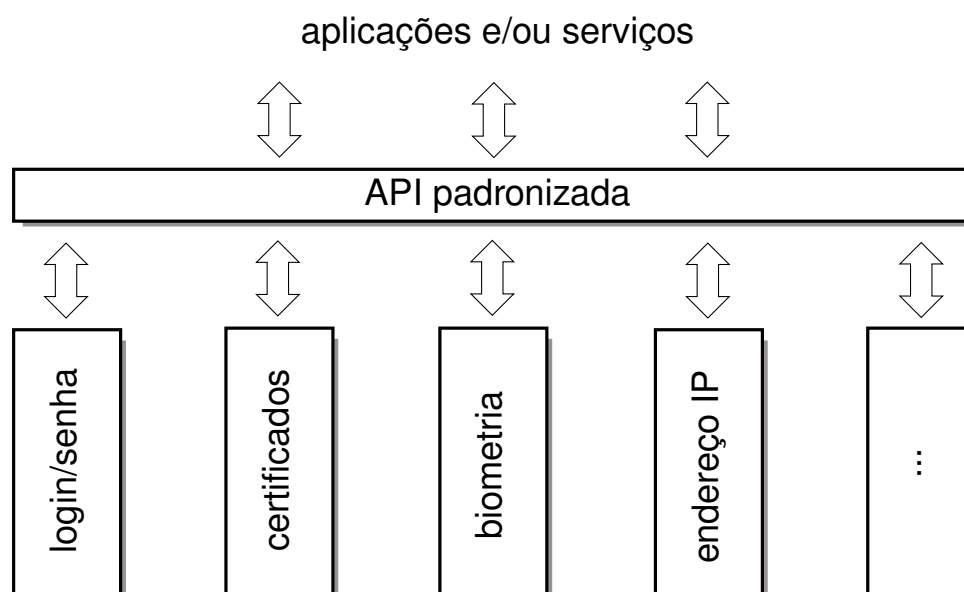 aplicações e/ou serviços
API padronizada
login/senha
certificados
biometria
endereço IP
...